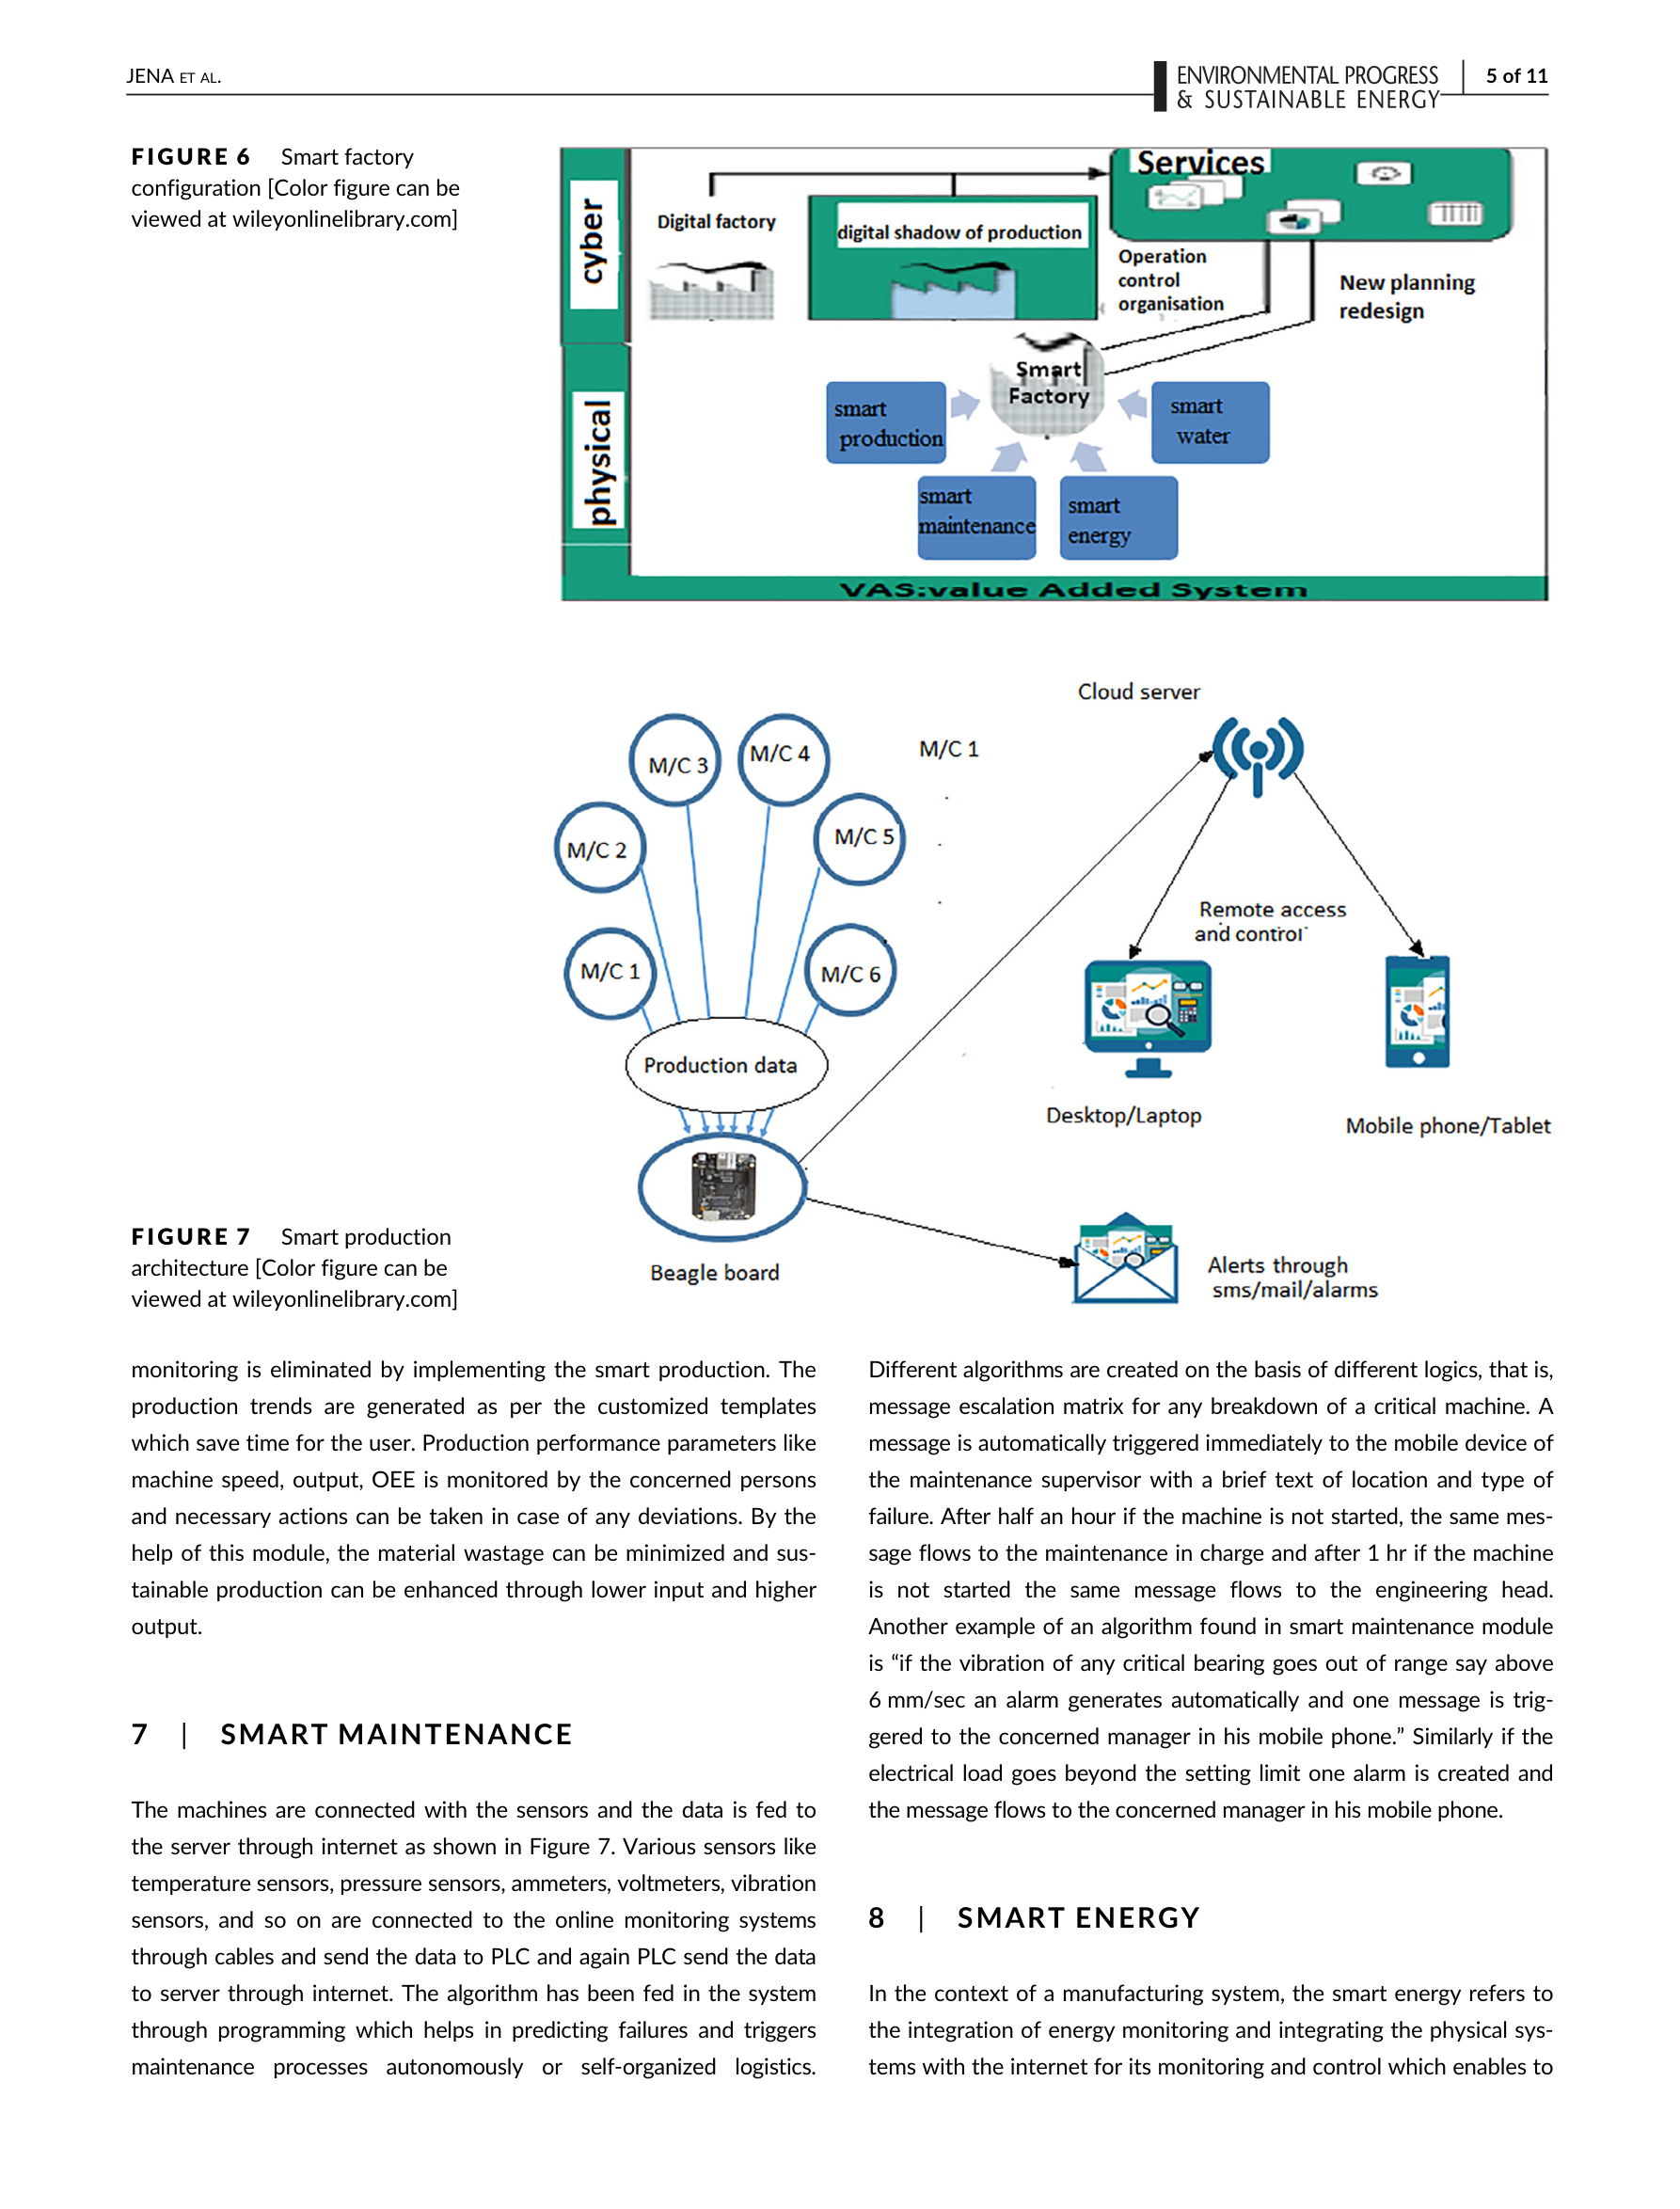 JENA ET AL.
ENVIRONMENTAL PROGRESS
& SUSTAINABLE ENERGY
5 of 11
FIGURE 6 Smart factory
configuration [Color figure can be
viewed at wileyonlinelibrary.com]
cyber
physical
Digital factory
digital shadow of production
Services
Operation
control
organisation
New planning
redesign
Smart
Factory
smart
production
smart
water
smart
maintenance
smart
energy
VAS:value Added System
Cloud server
M/C 3
M/C 4
M/C 1
M/C 2
M/C 5
M/C 1
M/C 6
Remote access
and control
Production data
Desktop/Laptop
Mobile phone/Tablet
Beagle board
Alerts through
sms/mail/alarms
FIGURE 7 Smart production
architecture [Color figure can be
viewed at wileyonlinelibrary.com]
monitoring is eliminated by implementing the smart production. The
production trends are generated as per the customized templates
which save time for the user. Production performance parameters like
machine speed, output, OEE is monitored by the concerned persons
and necessary actions can be taken in case of any deviations. By the
help of this module, the material wastage can be minimized and sus-
tainable production can be enhanced through lower input and higher
output.
7 | SMART MAINTENANCE
The machines are connected with the sensors and the data is fed to
the server through internet as shown in Figure 7. Various sensors like
temperature sensors, pressure sensors, ammeters, voltmeters, vibration
sensors, and so on are connected to the online monitoring systems
through cables and send the data to PLC and again PLC send the data
to server through internet. The algorithm has been fed in the system
through programming which helps in predicting failures and triggers
maintenance processes autonomously or self-organized logistics.
Different algorithms are created on the basis of different logics, that is,
message escalation matrix for any breakdown of a critical machine. A
message is automatically triggered immediately to the mobile device of
the maintenance supervisor with a brief text of location and type of
failure. After half an hour if the machine is not started, the same mes-
sage flows to the maintenance in charge and after 1 hr if the machine
is not started the same message flows to the engineering head.
Another example of an algorithm found in smart maintenance module
is “if the vibration of any critical bearing goes out of range say above
6 mm/sec an alarm generates automatically and one message is trig-
gered to the concerned manager in his mobile phone.” Similarly if the
electrical load goes beyond the setting limit one alarm is created and
the message flows to the concerned manager in his mobile phone.
8 | SMART ENERGY
In the context of a manufacturing system, the smart energy refers to
the integration of energy monitoring and integrating the physical sys-
tems with the internet for its monitoring and control which enables to